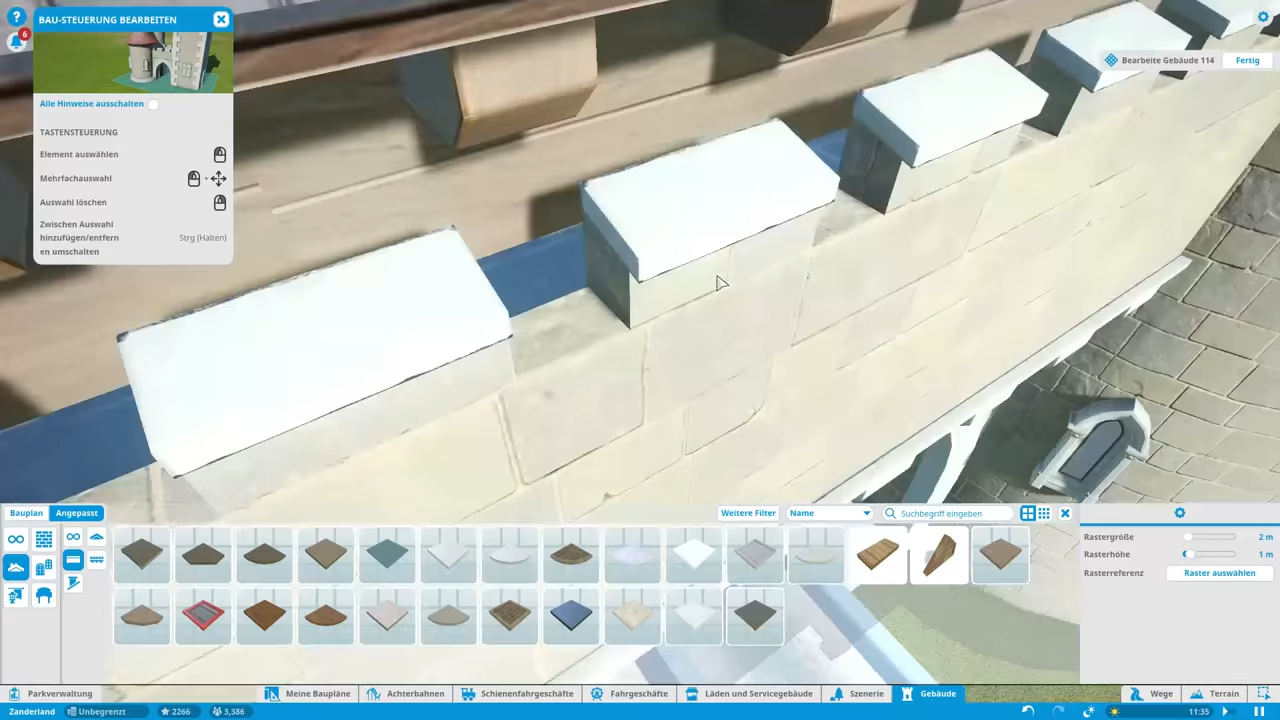 ?
6
BAU-STEUERUNG BEARBEITEN
Alle Hinweise ausschalten
TASTENSTEUERUNG
Element auswählen
Mehrfachauswahl
+
Auswahl löschen
Zwischen Auswahl
hinzufügen/entfern
en umschalten
Strg (Halten)
Bearbeite Gebäude 114
Fertig
Bauplan
Angepasst
Weitere Filter
Name
Suchbegriff eingeben
Rastergröße
2 m
Rasterhöhe
1 m
Rasterreferenz
Raster auswählen
Parkverwaltung
Meine Baupläne
Achterbahnen
Schienenfahrgeschäfte
Fahrgeschäfte
Läden und Servicegebäude
Szenerie
Gebäude
Wege
Terrain
Zanderland
Unbegrenzt
2266
3,386
11:35